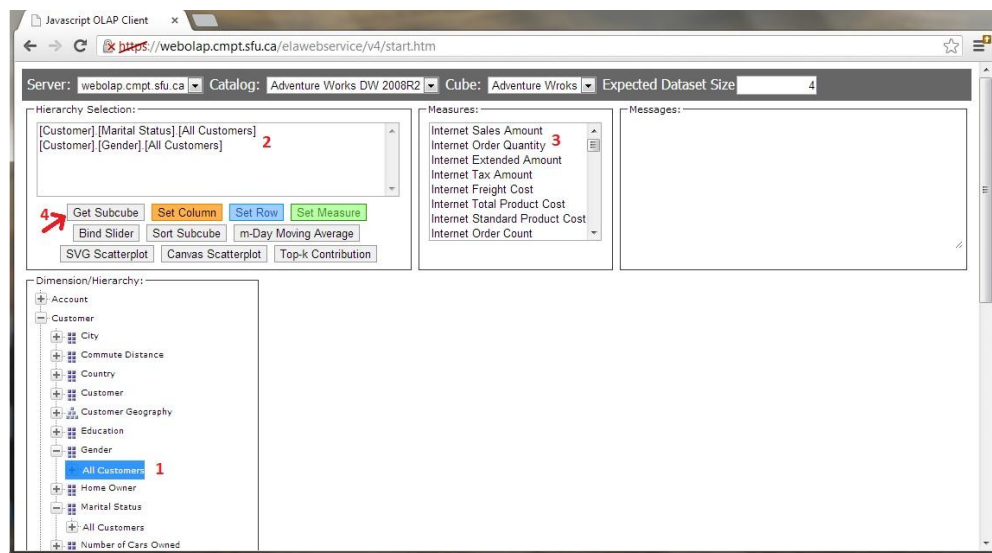 Javascript OLAP Client
https://webolap.cmpt.sfu.ca/elawebservice/v4/start.htm
Server: webolap.cmpt.sfu.ca Catalog: Adventure Works DW 2008R2 Cube: Adventure Wroks Expected Dataset Size 4
Hierarchy Selection:
[Customer].[Marital Status].[All Customers]
[Customer].[Gender].[All Customers]
2
4
Get Subcube Set Column Set Row Set Measure
Bind Slider Sort Subcube m-Day Moving Average
SVG Scatterplot Canvas Scatterplot Top-k Contribution
Measures:
Internet Sales Amount
Internet Order Quantity 3
Internet Extended Amount
Internet Tax Amount
Internet Freight Cost
Internet Total Product Cost
Internet Standard Product Cost
Internet Order Count
Messages:
Dimension/Hierarchy:
Account
Customer
City
Commute Distance
Country
Customer
Customer Geography
Education
Gender
All Customers 1
Home Owner
Marital Status
All Customers
Number of Cars Owned